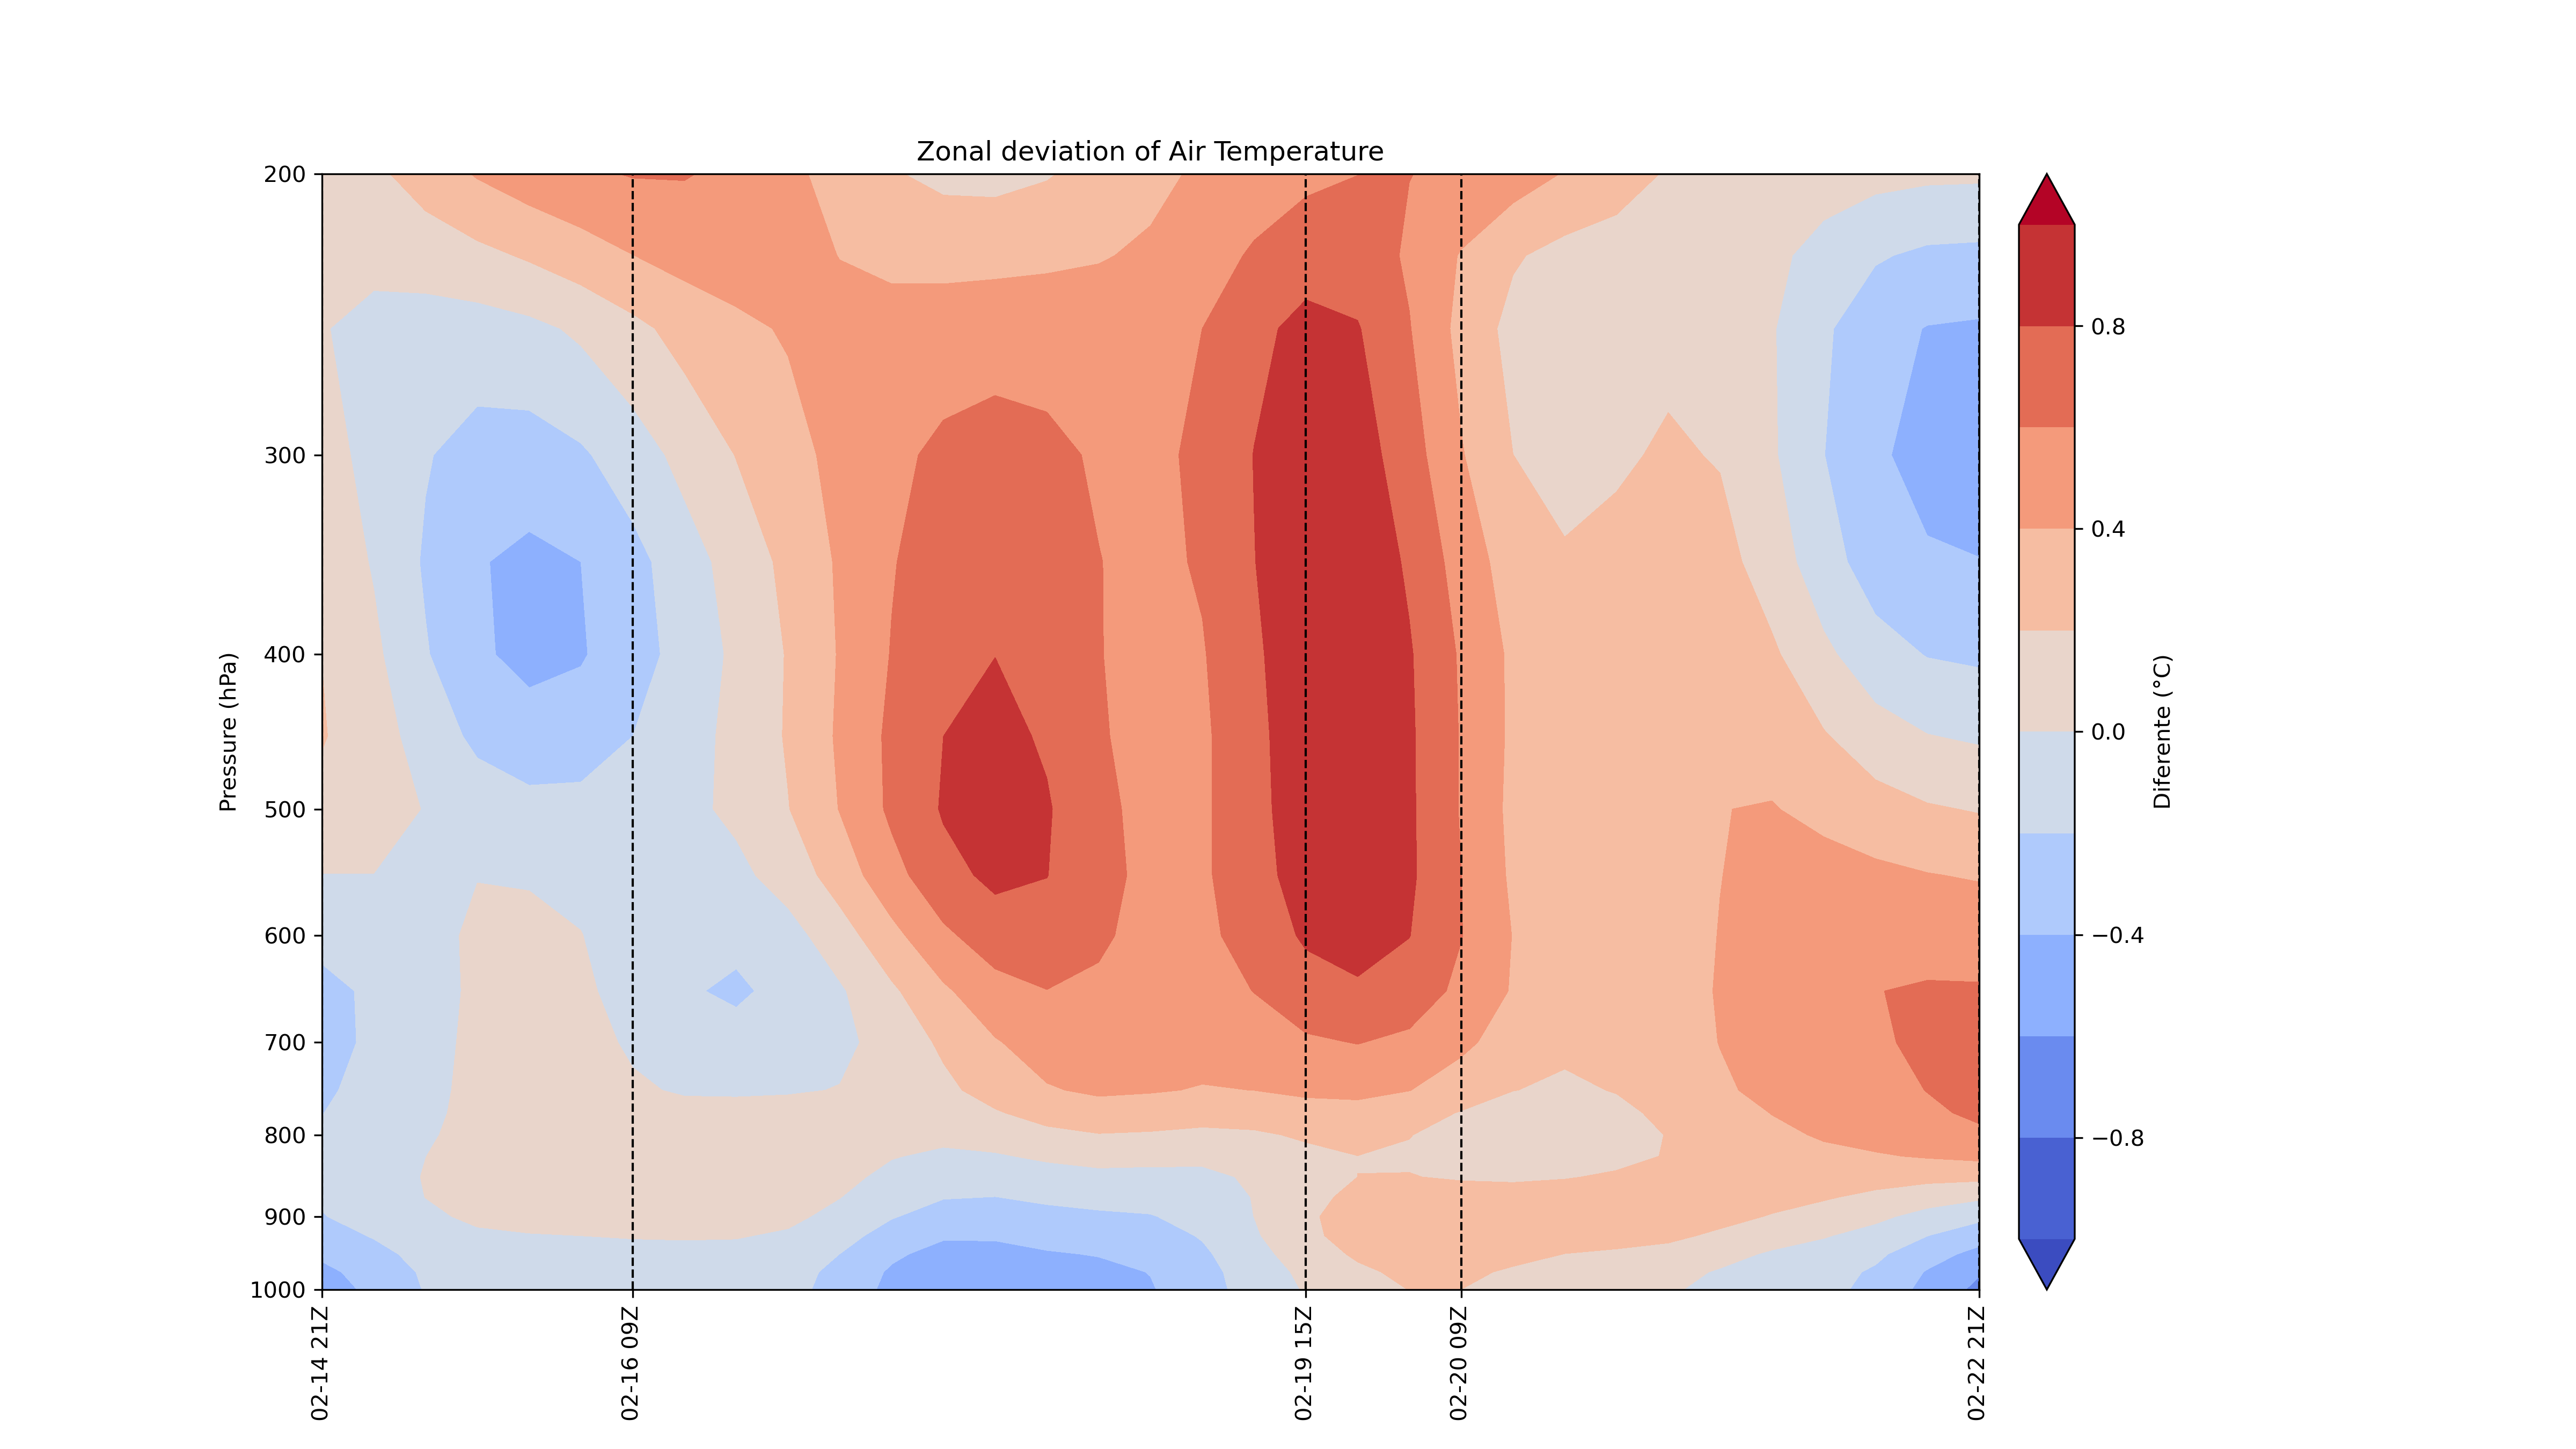 Zonal deviation of Air Temperature
200
300
400
500
600
700
800
900
1000
Pressure (hPa)
02-14 21Z
02-16 09Z
02-19 15Z
02-20 09Z
02-22 21Z
0.8
0.4
0.0
−0.4
−0.8
Diferente (°C)